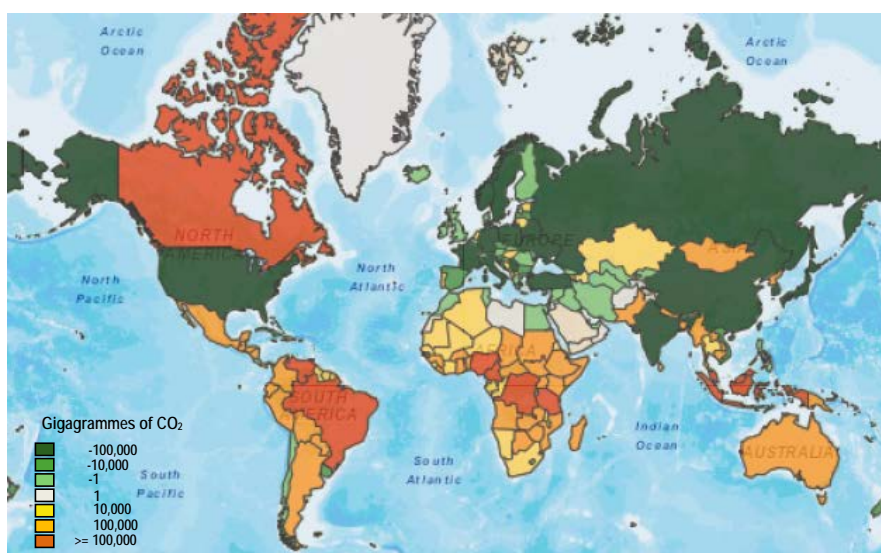 Arctic
Ocean
Arctic
Ocean
NORTH
AMERICA
EUROPE
ASIA
North
Pacific
North
Atlantic
AFRICA
SOUTH
AMERICA
Indian
Ocean
AUSTRALIA
South
Pacific
South
Atlantic
Gigagrammes of CO₂
-100,000
-10,000
-1
1
10,000
100,000
>= 100,000